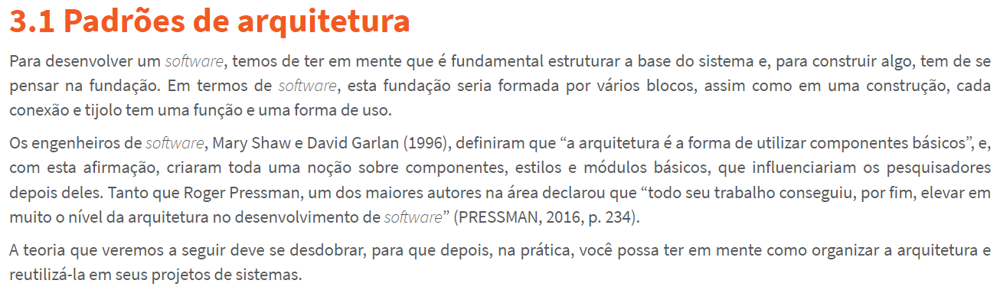 3.1 Padrões de arquitetura
Para desenvolver um software, temos de ter em mente que é fundamental estruturar a base do sistema e, para construir algo, tem de se
pensar na fundação. Em termos de software, esta fundação seria formada por vários blocos, assim como em uma construção, cada
conexão e tijolo tem uma função e uma forma de uso.
Os engenheiros de software, Mary Shaw e David Garlan (1996), definiram que “a arquitetura é a forma de utilizar componentes básicos”, e,
com esta afirmação, criaram toda uma noção sobre componentes, estilos e módulos básicos, que influenciariam os pesquisadores
depois deles. Tanto que Roger Pressman, um dos maiores autores na área declarou que “todo seu trabalho conseguiu, por fim, elevar em
muito o nível da arquitetura no desenvolvimento de software” (PRESSMAN, 2016, p. 234).
A teoria que veremos a seguir deve se desdobrar, para que depois, na prática, você possa ter em mente como organizar a arquitetura e
reutilizá-la em seus projetos de sistemas.